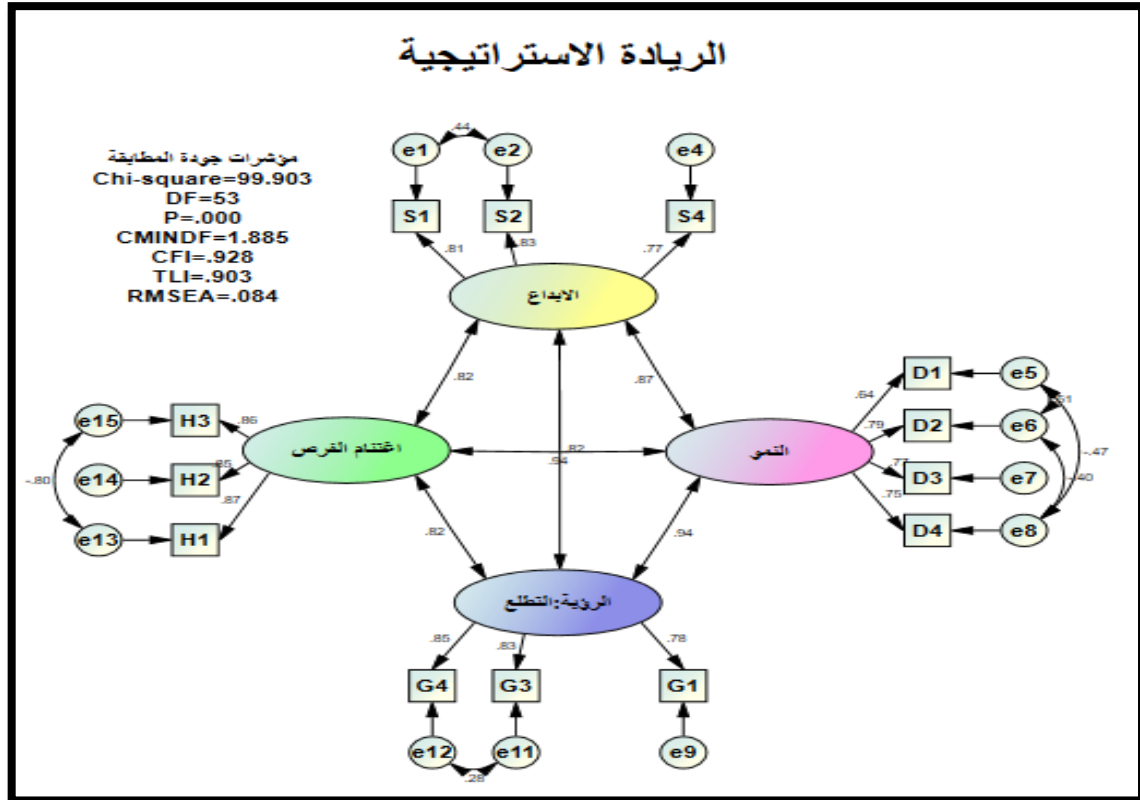 الريادة الاستراتيجية
مؤشرات جودة المطابقة
Chi-square=99.903
DF=53
P=.000
CMINDF=1.885
CFI=.928
TLI=.903
RMSEA=.084
e1
.44
e2
e4
S1
S2
S4
.81
.83
.77
الابداع
.82
.87
e15
H3
.86
e14
H2
.85
-.80
e13
H1
.87
اغتنام الفرص
.82
.94
النمو
.64
D1
e5
.79
D2
e6
.77
D3
e7
-.47
-.40
.75
D4
e8
.82
.94
الرؤية:التطلع
.85
.83
.78
G4
G3
G1
e12
.28
e11
e9